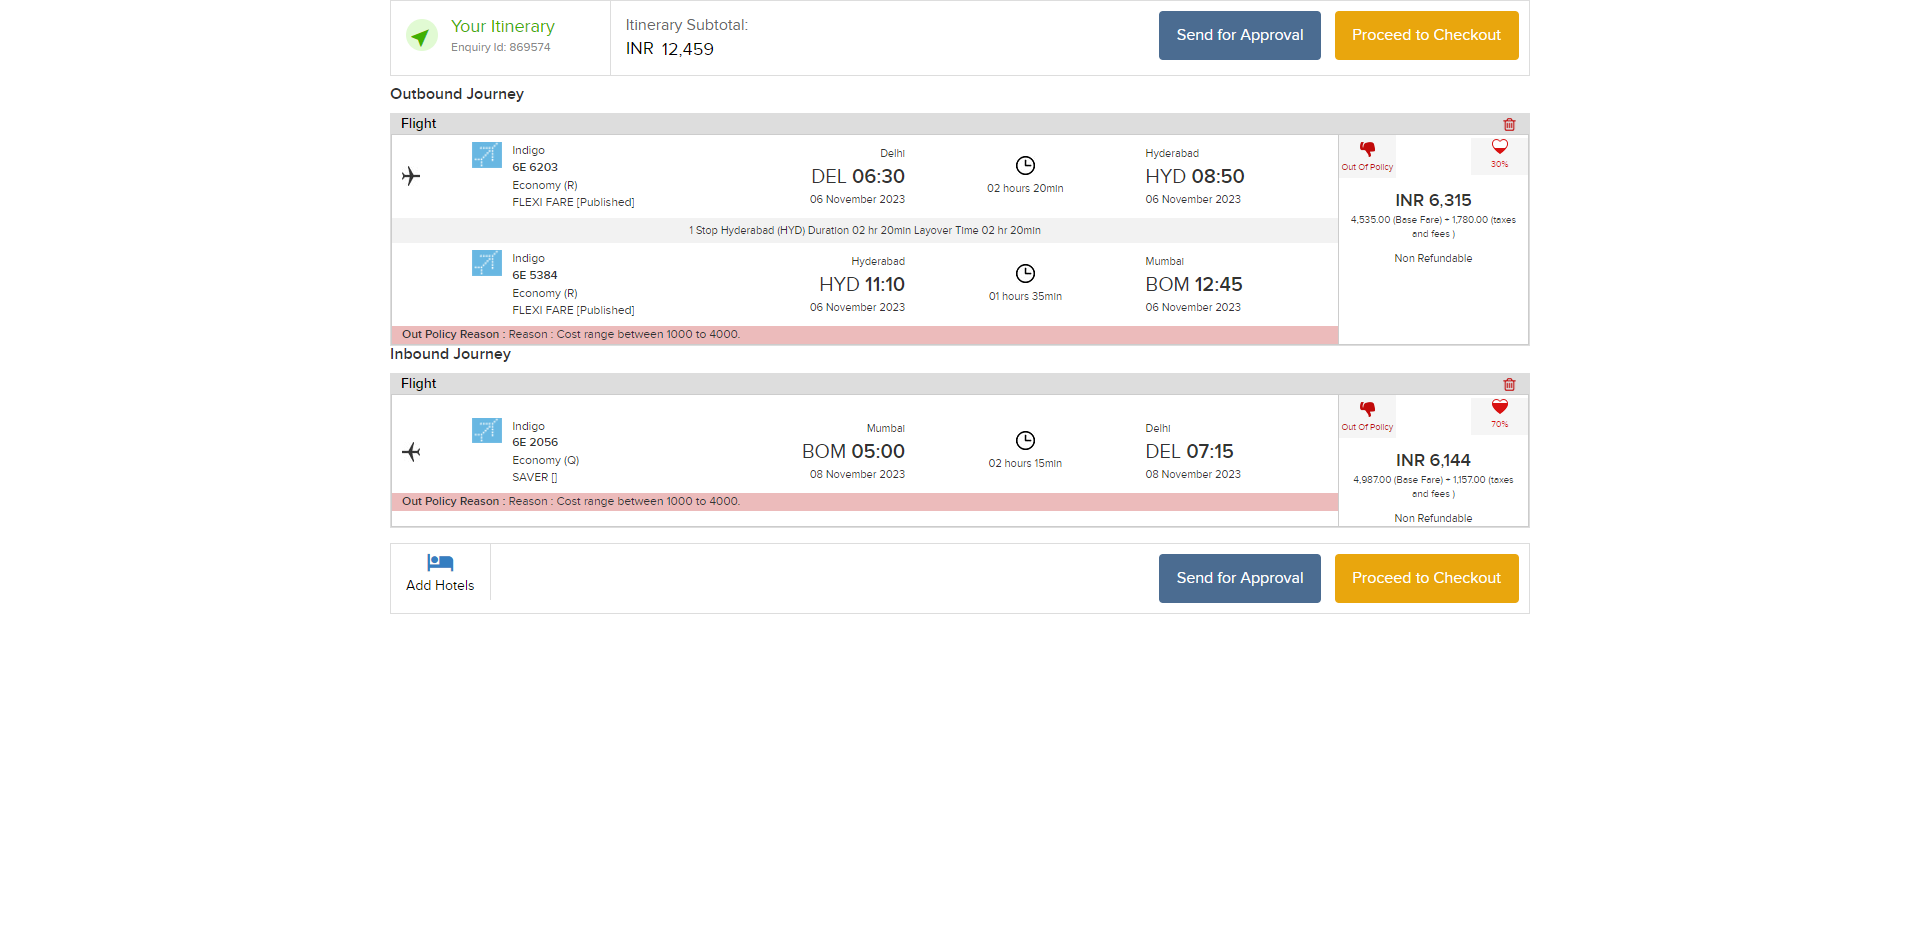 Your Itinerary
Enquiry Id: 869574
Itinerary Subtotal:
INR 12,459
Send for Approval
Proceed to Checkout
Outbound Journey
Flight
Indigo
6E 6203
Economy (R)
FLEXI FARE [Published]
Delhi
DEL 06:30
06 November 2023
02 hours 20min
Hyderabad
HYD 08:50
06 November 2023
Out Of Policy
30%
INR 6,315
4,535.00 (Base Fare) + 1,780.00 (taxes
and fees )
Non Refundable
1 Stop Hyderabad (HYD) Duration 02 hr 20min Layover Time 02 hr 20min
Indigo
6E 5384
Economy (R)
FLEXI FARE [Published]
Hyderabad
HYD 11:10
06 November 2023
01 hours 35min
Mumbai
BOM 12:45
06 November 2023
Out Policy Reason : Reason : Cost range between 1000 to 4000.
Inbound Journey
Flight
Indigo
6E 2056
Economy (Q)
SAVER []
Mumbai
BOM 05:00
08 November 2023
02 hours 15min
Delhi
DEL 07:15
08 November 2023
Out Of Policy
70%
INR 6,144
4,987.00 (Base Fare) + 1,157.00 (taxes
and fees )
Non Refundable
Out Policy Reason : Reason : Cost range between 1000 to 4000.
Add Hotels
Send for Approval
Proceed to Checkout